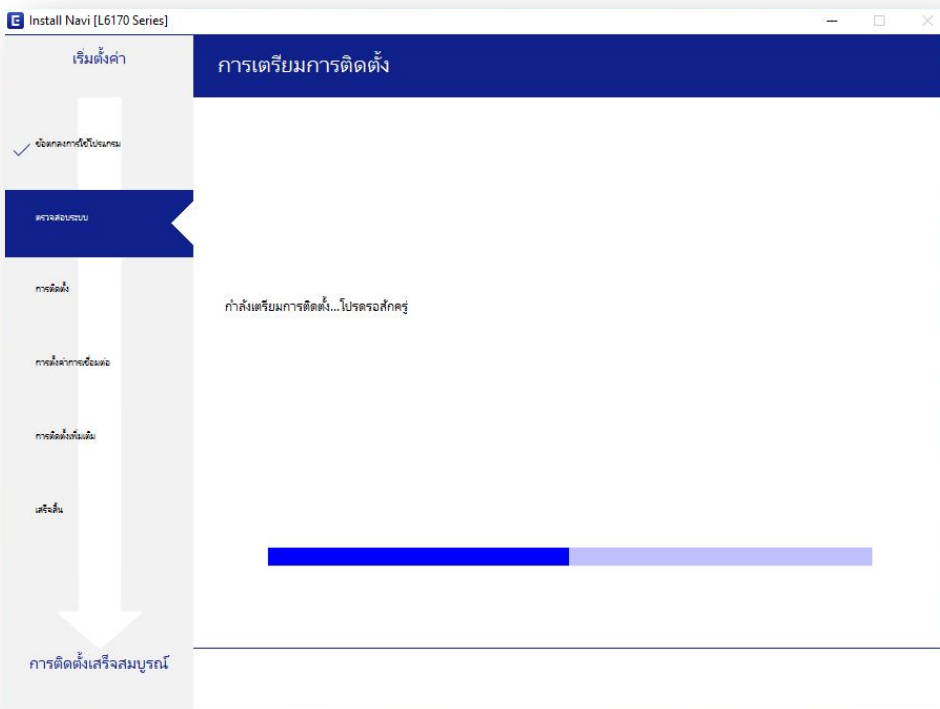 Install Navi [L6170 Series]
เริ่มตั้งค่า
การเตรียมการติดตั้ง
ข้อตกลงการใช้โปรแกรม
ตรวจสอบระบบ
การติดตั้ง
กำลังเตรียมการติดตั้ง...โปรดรอสักครู่
การตั้งค่าการเชื่อมต่อ
การติดตั้งเพิ่มเติม
เสร็จสิ้น
การติดตั้งเสร็จสมบูรณ์